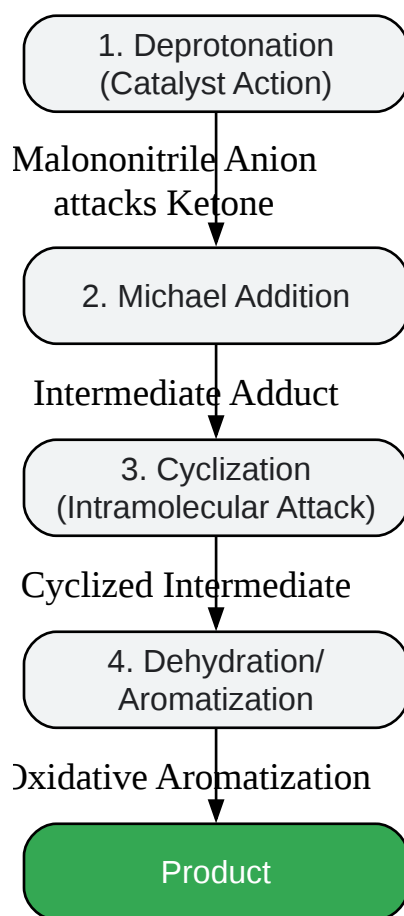 1. Deprotonation
(Catalyst Action)
Malononitrile Anion
attacks Ketone
2. Michael Addition
Intermediate Adduct
3. Cyclization
(Intramolecular Attack)
Cyclized Intermediate
4. Dehydration/
Aromatization
Oxidative Aromatization
Product